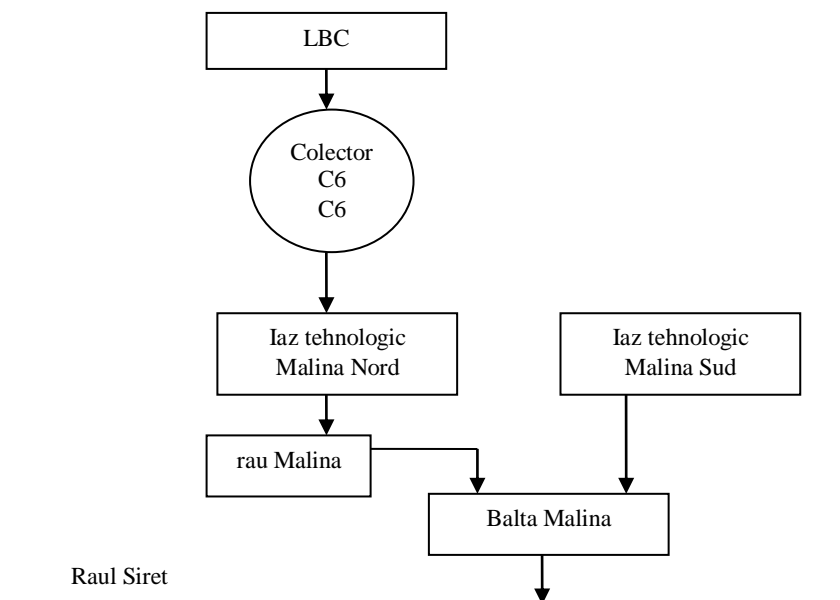 LBC
Colector
C6
C6
Iaz tehnologic
Malina Nord
Iaz tehnologic
Malina Sud
rau Malina
Balta Malina
Raul Siret